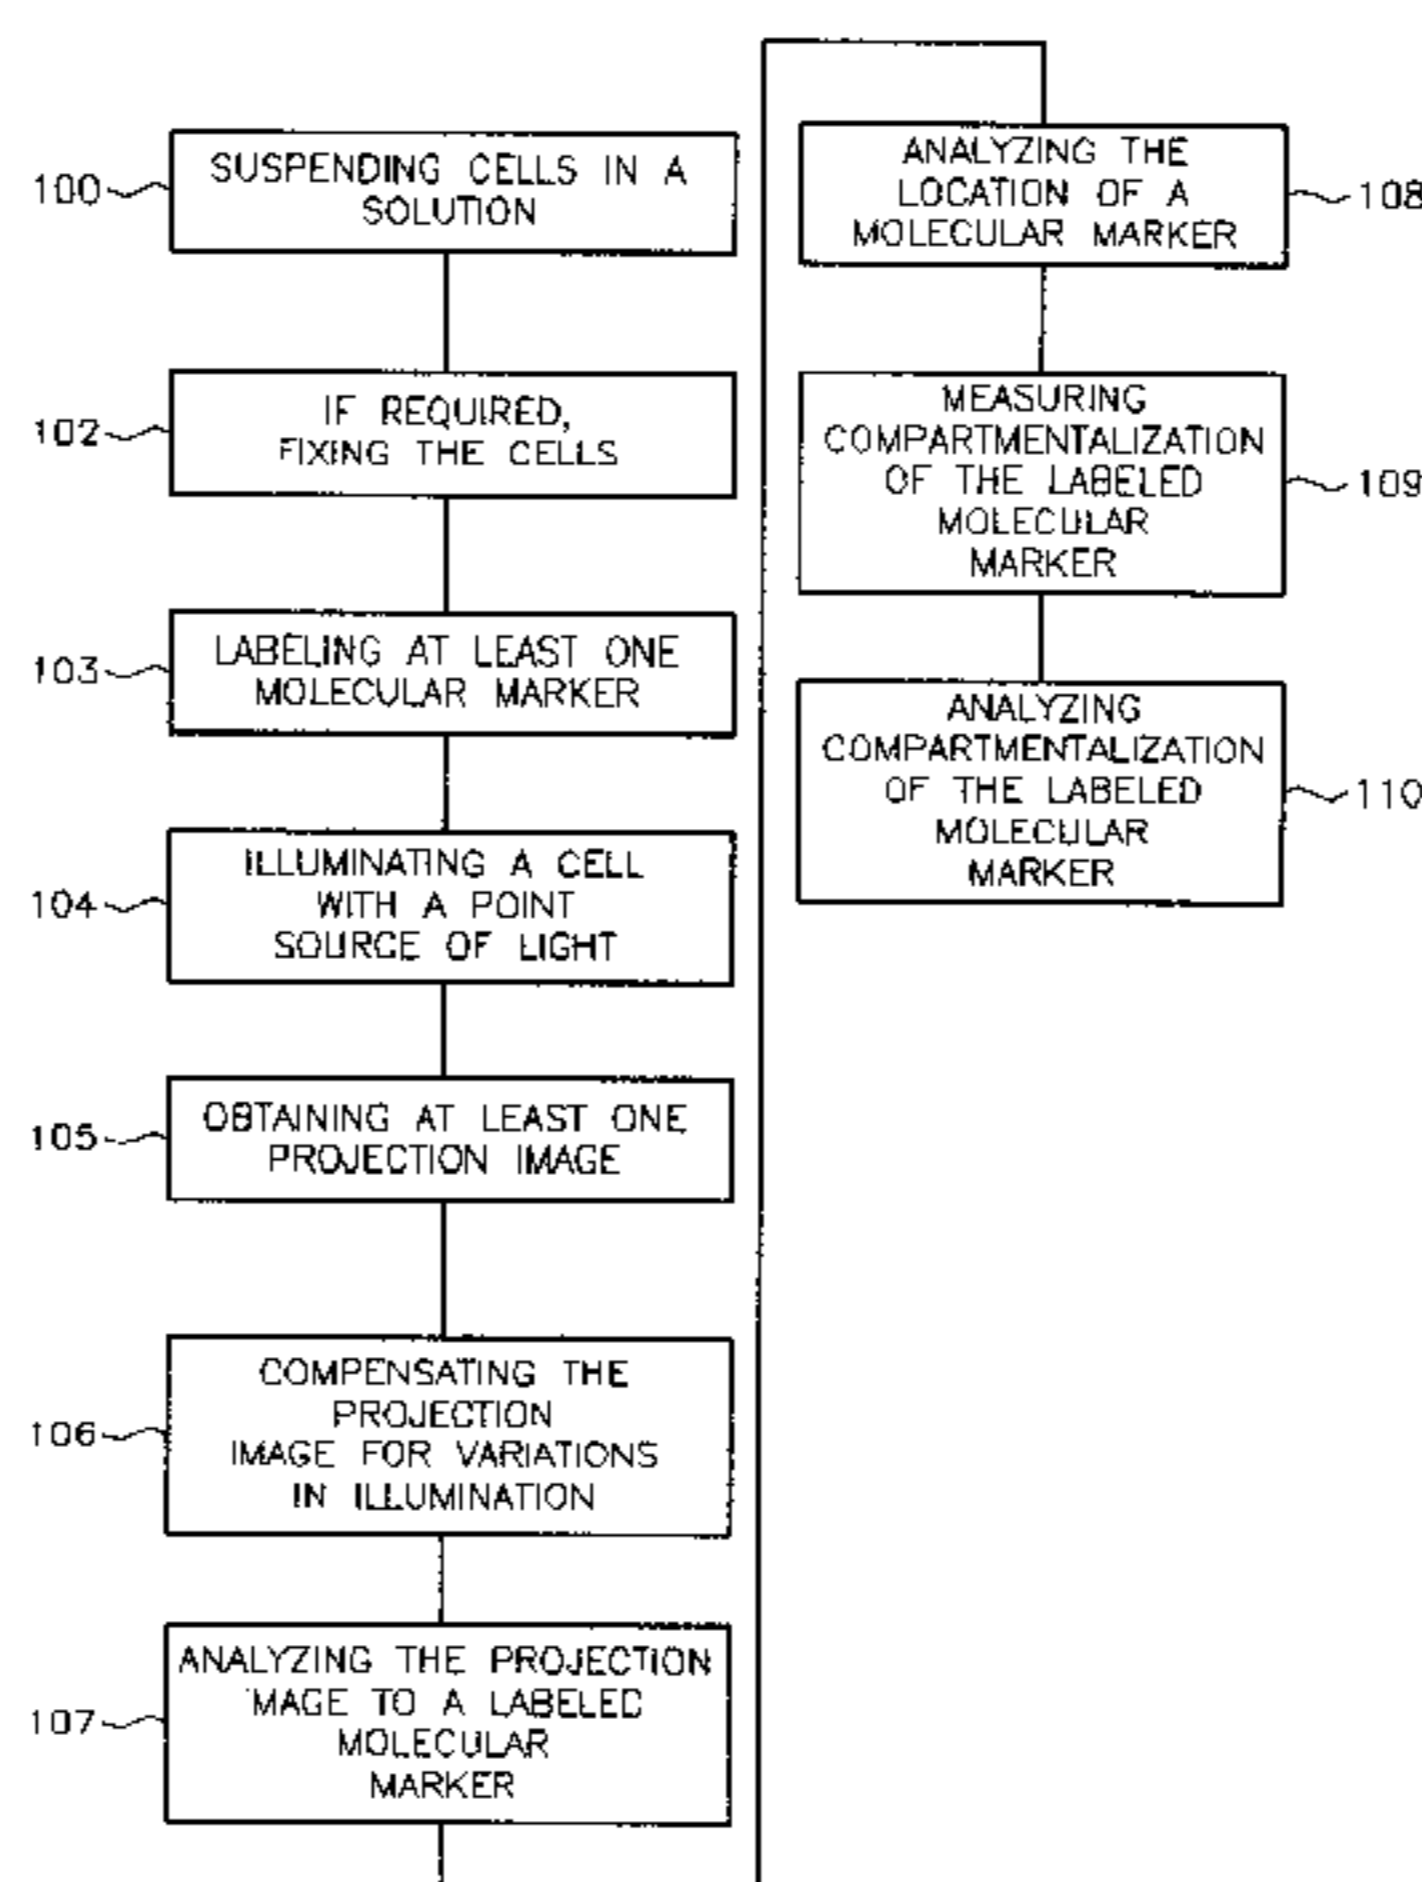 100
SUSPENDING CELLS IN A
SOLUTION
102
IF REQUIRED,
FIXING THE CELLS
103
LABELING AT LEAST ONE
MOLECULAR MARKER
104
ILLUMINATING A CELL
WITH A POINT
SOURCE OF LIGHT
105
OBTAINING AT LEAST ONE
PROJECTION IMAGE
106
COMPENSATING THE
PROJECTION
IMAGE FOR VARIATIONS
IN ILLUMINATION
107
ANALYZING THE PROJECTION
IMAGE TO A LABELED
MOLECULAR
MARKER
ANALYZING THE
LOCATION OF A
MOLECULAR MARKER
108
MEASURING
COMPARTMENTALIZATION
OF THE LABELED
MOLECULAR
MARKER
109
ANALYZING
COMPARTMENTALIZATION
OF THE LABELED
MOLECULAR
MARKER
110